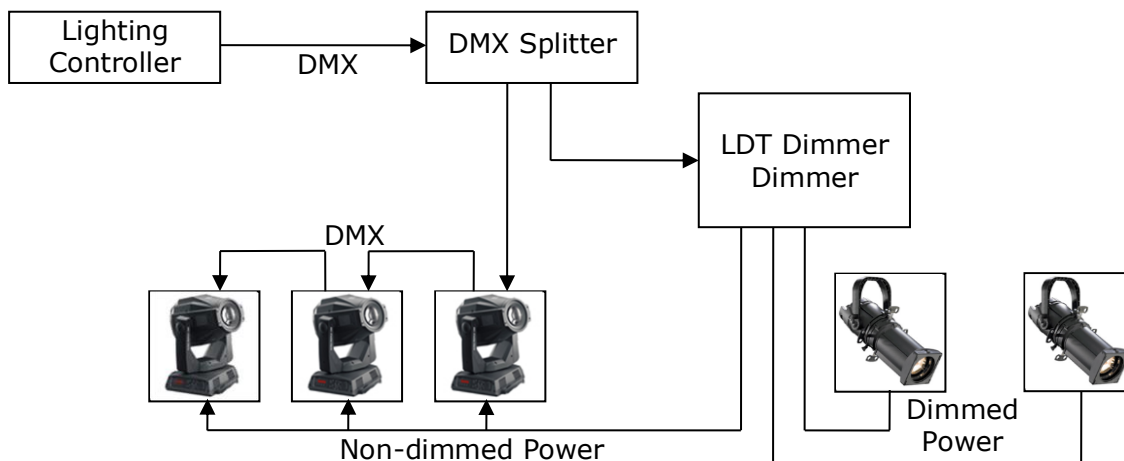 Lighting
Controller
DMX
DMX Splitter
LDT Dimmer
Dimmer
DMX
Dimmed
Power
Non-dimmed Power